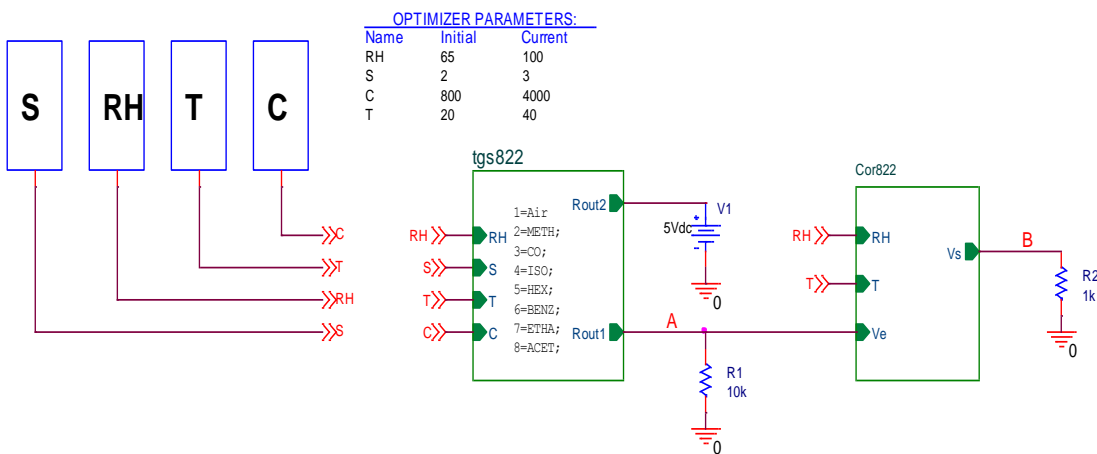 OPTIMIZER PARAMETERS:
Name Initial Current
RH 65 100
S 2 3
C 800 4000
T 20 40
S RH T C
C
T
RH
S
tgs822
RH
S
T
C
RH
S
T
C
1=Air
2=METH;
3=CO;
4=ISO;
5=HEX;
6=BENZ;
7=ETHA;
8=ACET;
Rout2
Rout1
V1
5Vdc
+
-
0
A
R1
10k
0
Cor822
RH
T
RH
T
Ve
Vs
B
R2
1k
0